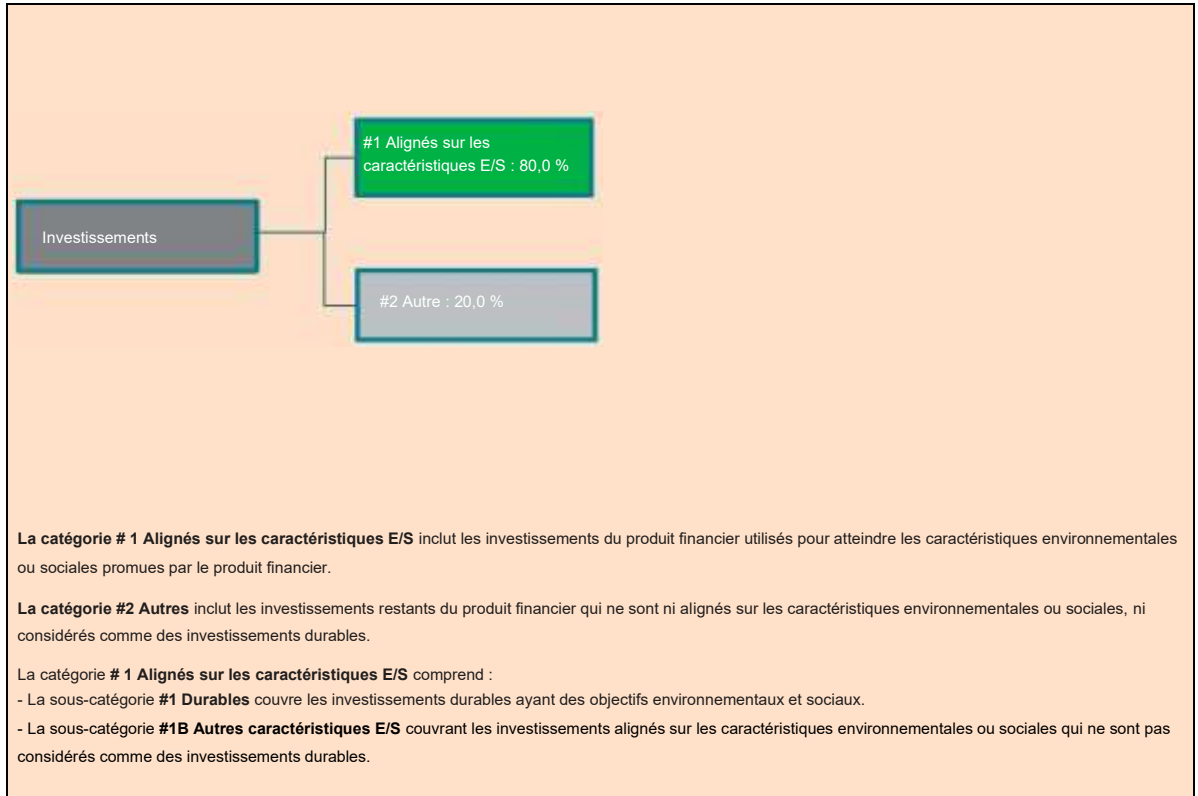 #1 Alignés sur les
caractéristiques E/S : 80,0 %
Investissements
#2 Autre : 20,0 %
La catégorie # 1 Alignés sur les caractéristiques E/S inclut les investissements du produit financier utilisés pour atteindre les caractéristiques environnementales
ou sociales promues par le produit financier.
La catégorie #2 Autres inclut les investissements restants du produit financier qui ne sont ni alignés sur les caractéristiques environnementales ou sociales, ni
considérés comme des investissements durables.
La catégorie # 1 Alignés sur les caractéristiques E/S comprend :
- La sous-catégorie #1 Durables couvre les investissements durables ayant des objectifs environnementaux et sociaux.
- La sous-catégorie #1B Autres caractéristiques E/S couvrant les investissements alignés sur les caractéristiques environnementales ou sociales qui ne sont pas
considérés comme des investissements durables.